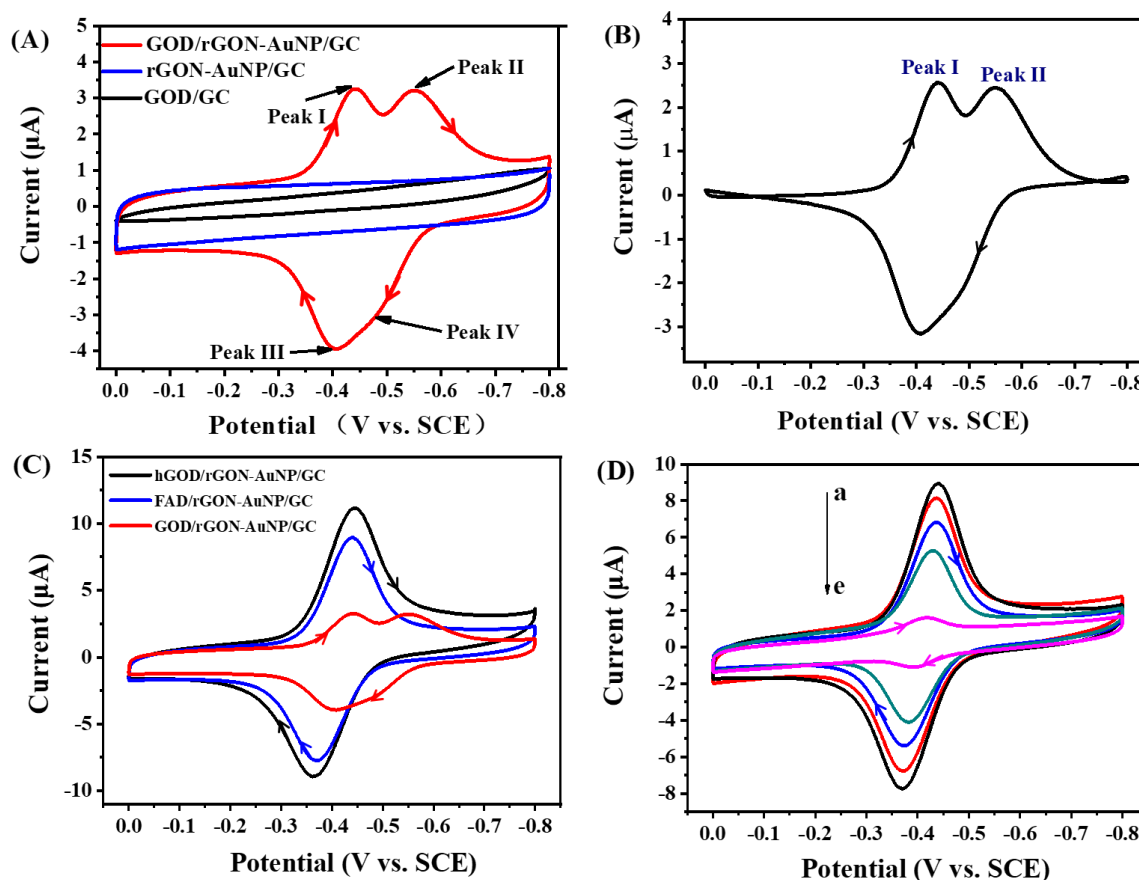 (A)
GOD/rGON-AuNP/GC
rGON-AuNP/GC
GOD/GC
Peak I
Peak II
Peak III
Peak IV
5
4
3
2
1
0
-1
-2
-3
-4
Current (μA)
0.0 -0.1 -0.2 -0.3 -0.4 -0.5 -0.6 -0.7 -0.8
Potential （V vs. SCE）
(B)
Peak I
Peak II
4
3
2
1
0
-1
-2
-3
Current (μA)
0.0 -0.1 -0.2 -0.3 -0.4 -0.5 -0.6 -0.7 -0.8
Potential (V vs. SCE)
(C)
hGOD/rGON-AuNP/GC
FAD/rGON-AuNP/GC
GOD/rGON-AuNP/GC
15
10
5
0
-5
-10
Current (μA)
0.0 -0.1 -0.2 -0.3 -0.4 -0.5 -0.6 -0.7 -0.8
Potential (V vs. SCE)
(D)
a
e
10
8
6
4
2
0
-2
-4
-6
-8
Current (μA)
0.0 -0.1 -0.2 -0.3 -0.4 -0.5 -0.6 -0.7 -0.8
Potential (V vs. SCE)